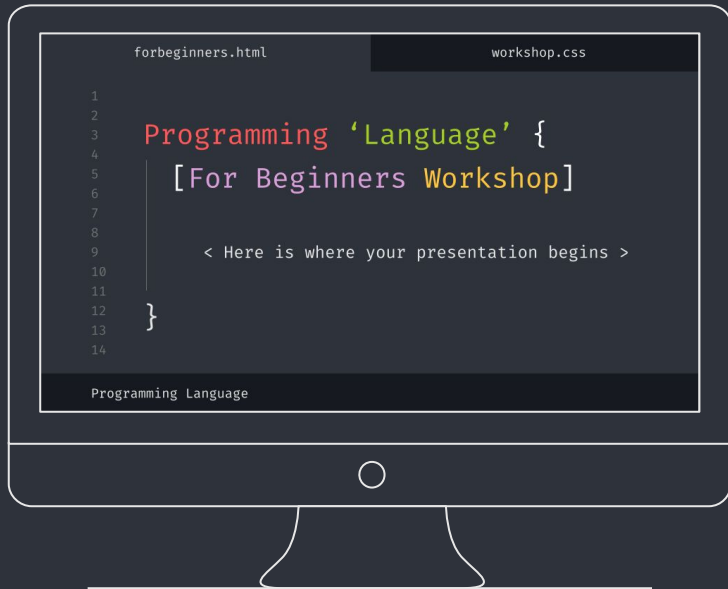 forbeginners.html
workshop.css
1
2
3
4
5
6
7
8
9
10
11
12
13
14
Programming ‘Language’ {
[For Beginners Workshop]
< Here is where your presentation begins >
}
Programming Language